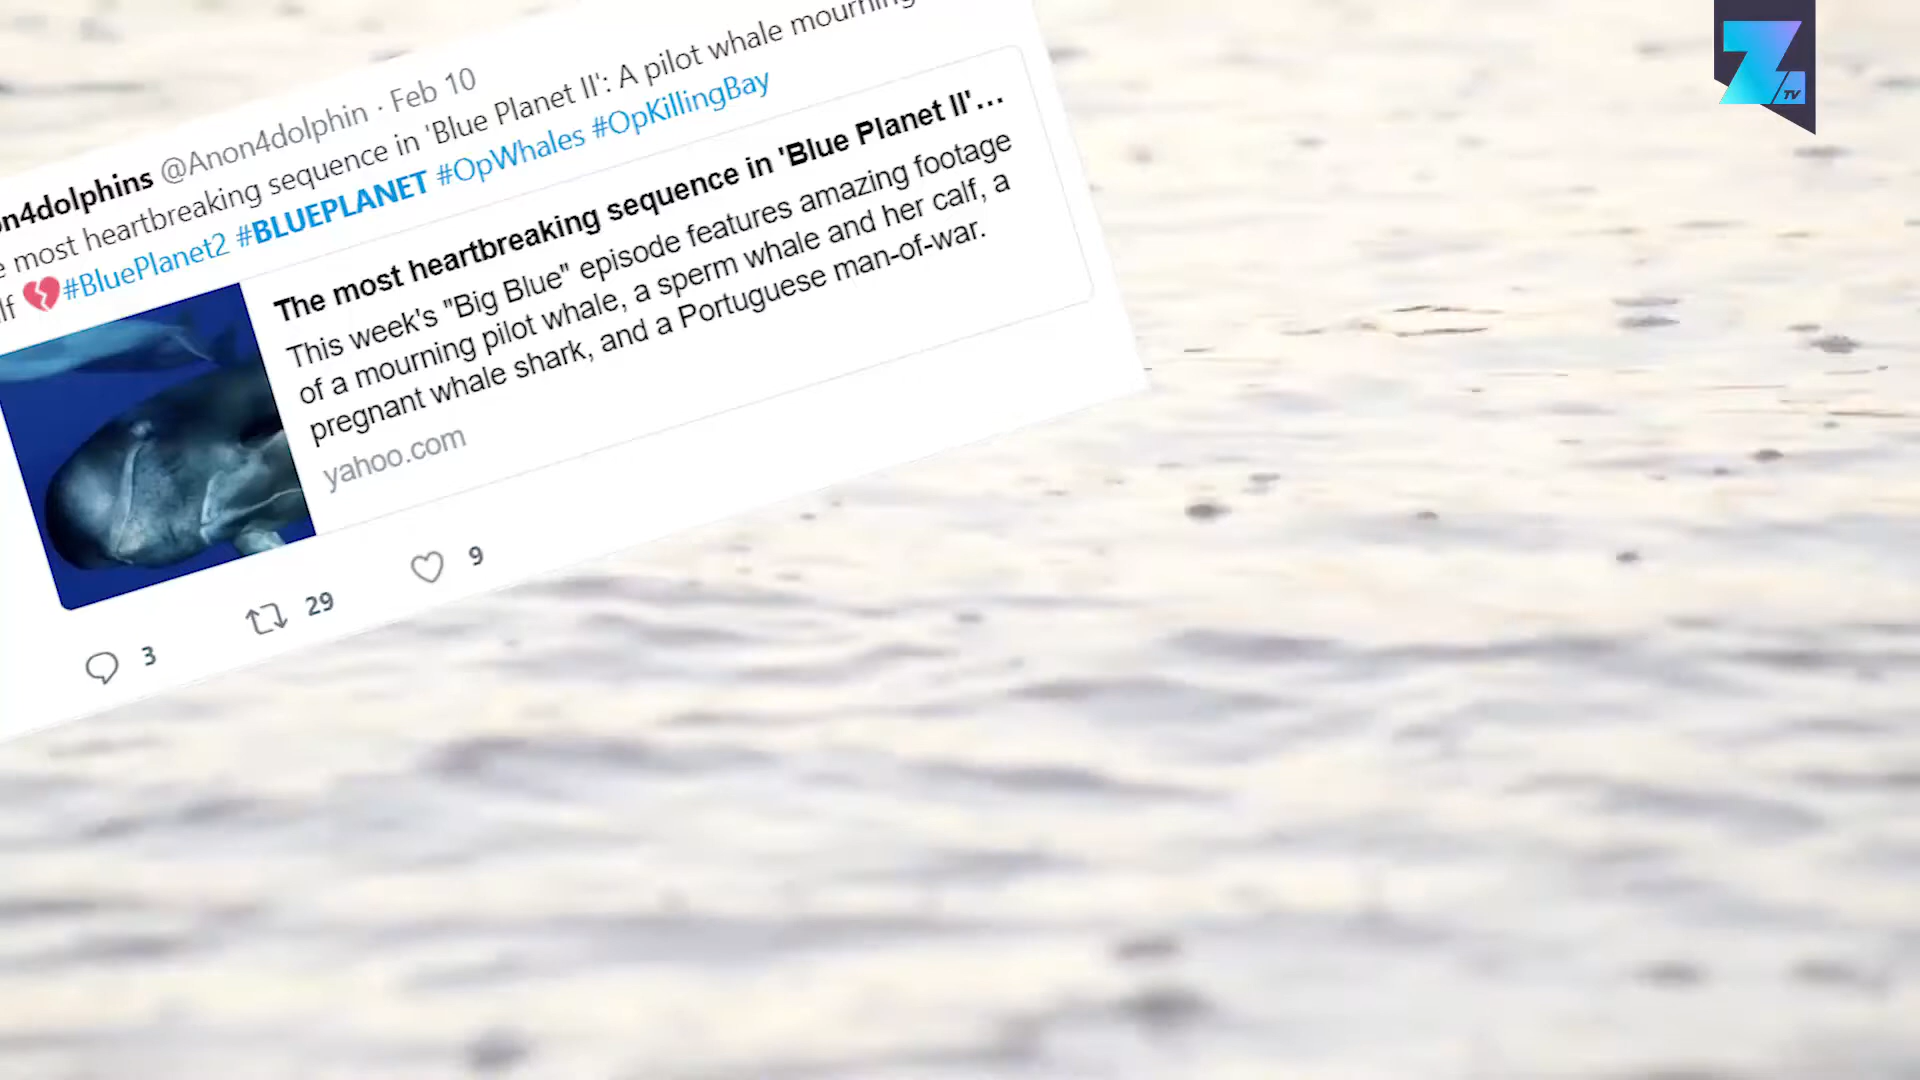 n4dolphins @Anon4dolphin · Feb 10
most heartbreaking sequence in 'Blue Planet II': A pilot whale mourning
#BluePlanet2 #BLUEPLANET #OpWhales #OpKillingBay
The most heartbreaking sequence in 'Blue Planet II'...
This week's "Big Blue" episode features amazing footage
of a mourning pilot whale, a sperm whale and her calf, a
pregnant whale shark, and a Portuguese man-of-war.
yahoo.com
3 29 9
Z TV